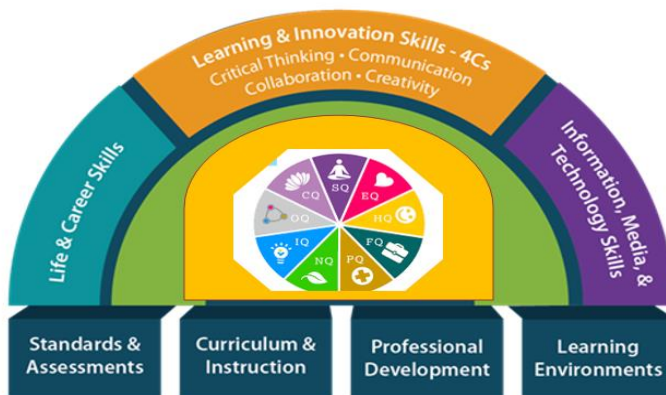 Learning & Innovation Skills - 4Cs
Critical Thinking • Communication
Collaboration • Creativity
Life & Career Skills
Information, Media, &
Technology Skills
SQ
EQ
HQ
FQ
PQ
NQ
IQ
OQ
CQ
Standards &
Assessments
Curriculum &
Instruction
Professional
Development
Learning
Environments